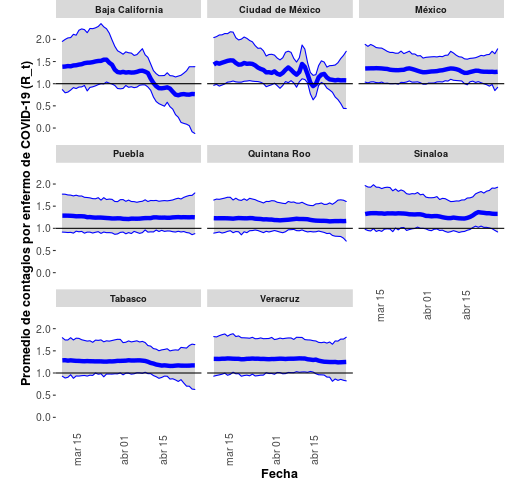 Promedio de contagios por enfermo de COVID-19 (R_t)
Baja California
Ciudad de México
México
2.0
1.5
1.0
0.5
0.0
Puebla
Quintana Roo
Sinaloa
2.0
1.5
1.0
0.5
0.0
mar 15
abr 01
abr 15
Tabasco
Veracruz
2.0
1.5
1.0
0.5
0.0
mar 15
abr 01
abr 15
mar 15
abr 01
abr 15
Fecha